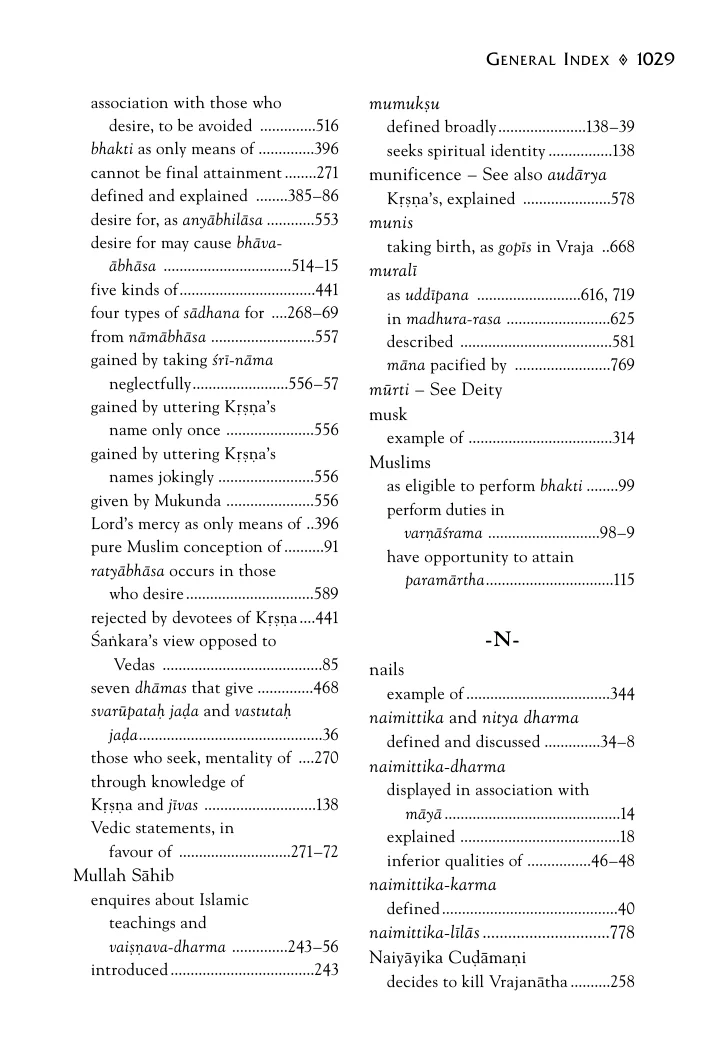 GENERAL INDEX ◊ 1029
association with those who
desire, to be avoided ..............516
bhakti as only means of ..............396
cannot be final attainment ........271
defined and explained ........385–86
desire for, as anyābhilāsa ............553
desire for may cause bhāva-
ābhāsa ................................514–15
five kinds of..................................441
four types of sādhana for ....268–69
from nāmābhāsa ..........................557
gained by taking śrī-nāma
neglectfully........................556–57
gained by uttering Kṛṣṇa's
name only once ......................556
gained by uttering Kṛṣṇa's
names jokingly ........................556
given by Mukunda ......................556
Lord's mercy as only means of ..396
pure Muslim conception of ..........91
ratyābhāsa occurs in those
who desire................................589
rejected by devotees of Kṛṣṇa....441
Śaṅkara's view opposed to
Vedas ........................................85
seven dhāmas that give ..............468
svarūpataḥ jaḍa and vastutaḥ
jaḍa..............................................36
those who seek, mentality of ....270
through knowledge of
Kṛṣṇa and jīvas ............................138
Vedic statements, in
favour of ............................271–72
Mullah Sāhib
enquires about Islamic
teachings and
vaiṣṇava-dharma ..............243–56
introduced....................................243
mumukṣu
defined broadly......................138–39
seeks spiritual identity ................138
munificence – See also audārya
Kṛṣṇa's, explained ......................578
munis
taking birth, as gopīs in Vraja ..668
muralī
as uddīpana ..........................616, 719
in madhura-rasa ..........................625
described ......................................581
māna pacified by ........................769
mūrti – See Deity
musk
example of ....................................314
Muslims
as eligible to perform bhakti ........99
perform duties in
varṇāśrama ............................98–9
have opportunity to attain
paramārtha................................115
-N-
nails
example of ....................................344
naimittika and nitya dharma
defined and discussed ..............34–8
naimittika-dharma
displayed in association with
māyā ............................................14
explained ........................................18
inferior qualities of ................46–48
naimittika-karma
defined............................................40
naimittika-līlās ................................778
Naiyāyika Cuḍāmaṇi
decides to kill Vrajanātha ..........258